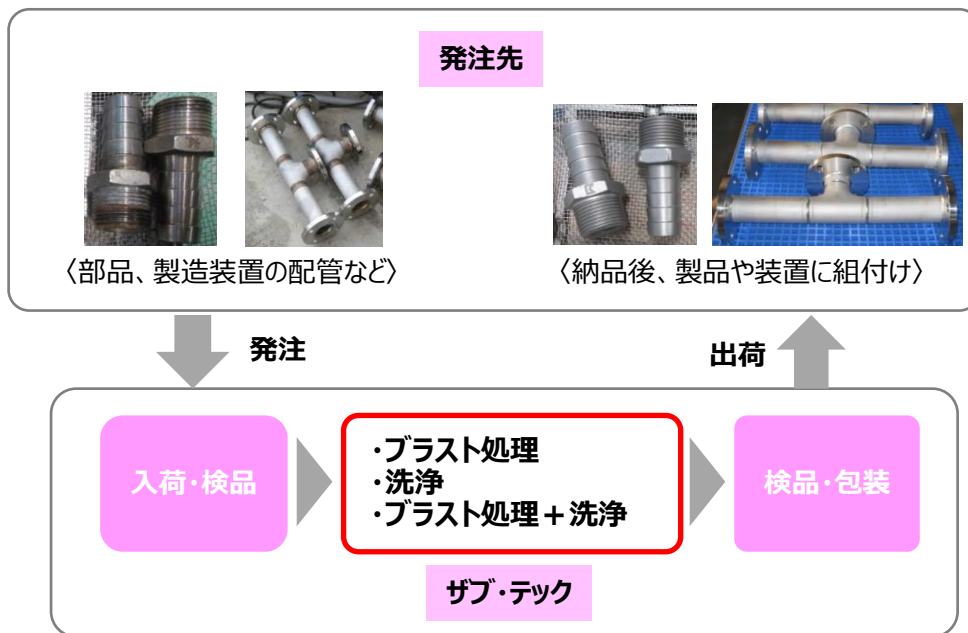 発注先
〈部品、製造装置の配管など〉
〈納品後、製品や装置に組付け〉
発注
出荷
入荷・検品
・ブラスト処理
・洗浄
・ブラスト処理+洗浄
検品・包装
ザブ・テック